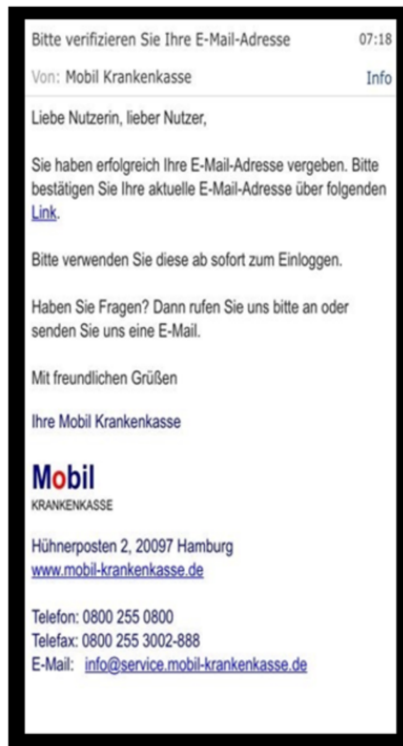 Bitte verifizieren Sie Ihre E-Mail-Adresse 07:18
Von: Mobil Krankenkasse Info
Liebe Nutzerin, lieber Nutzer,
Sie haben erfolgreich Ihre E-Mail-Adresse vergeben. Bitte
bestätigen Sie Ihre aktuelle E-Mail-Adresse über folgenden
Link.
Bitte verwenden Sie diese ab sofort zum Einloggen.
Haben Sie Fragen? Dann rufen Sie uns bitte an oder
senden Sie uns eine E-Mail.
Mit freundlichen Grüßen
Ihre Mobil Krankenkasse
Mobil
KRANKENKASSE
Hühnerposten 2, 20097 Hamburg
www.mobil-krankenkasse.de
Telefon: 0800 255 0800
Telefax: 0800 255 3002-888
E-Mail: info@service.mobil-krankenkasse.de